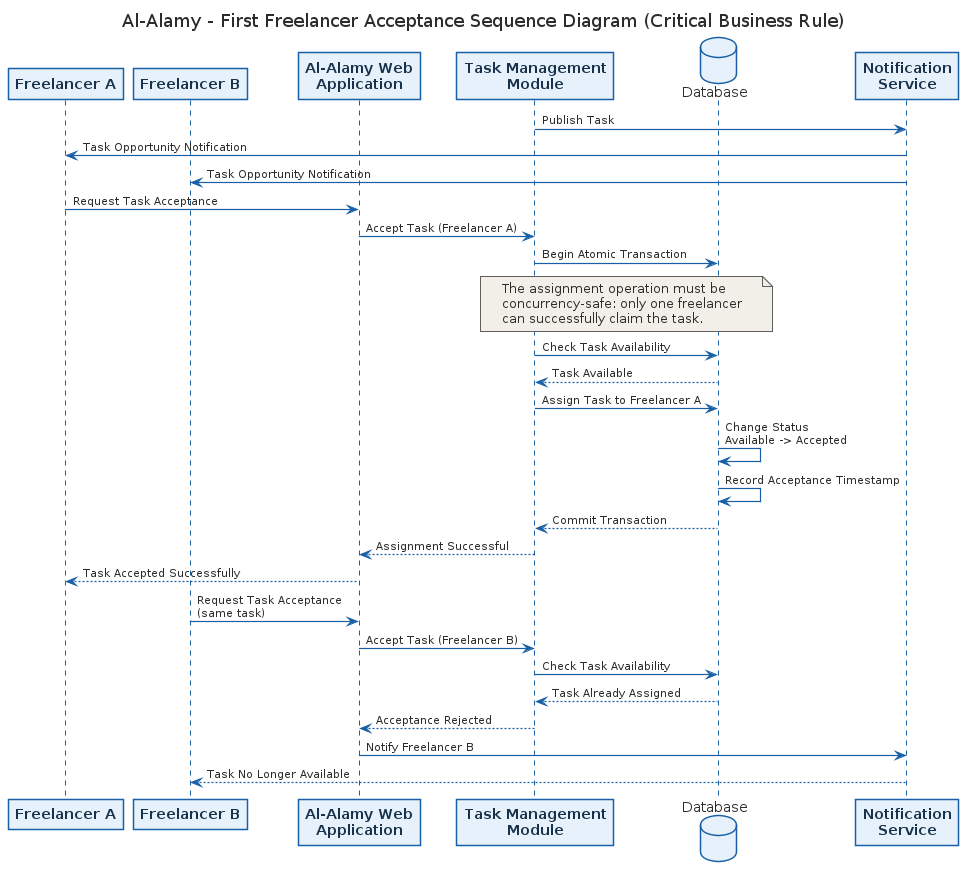 Al-Alamy - First Freelancer Acceptance Sequence Diagram (Critical Business Rule)
Freelancer A
Freelancer B
Al-Alamy Web
Application
Task Management
Module
Database
Notification
Service
Publish Task
Task Opportunity Notification
Task Opportunity Notification
Request Task Acceptance
Accept Task (Freelancer A)
Begin Atomic Transaction
The assignment operation must be
concurrency-safe: only one freelancer
can successfully claim the task.
Check Task Availability
Task Available
Assign Task to Freelancer A
Change Status
Available -> Accepted
Record Acceptance Timestamp
Commit Transaction
Assignment Successful
Task Accepted Successfully
Request Task Acceptance
(same task)
Accept Task (Freelancer B)
Check Task Availability
Task Already Assigned
Acceptance Rejected
Notify Freelancer B
Task No Longer Available
Freelancer A
Freelancer B
Al-Alamy Web
Application
Task Management
Module
Database
Notification
Service